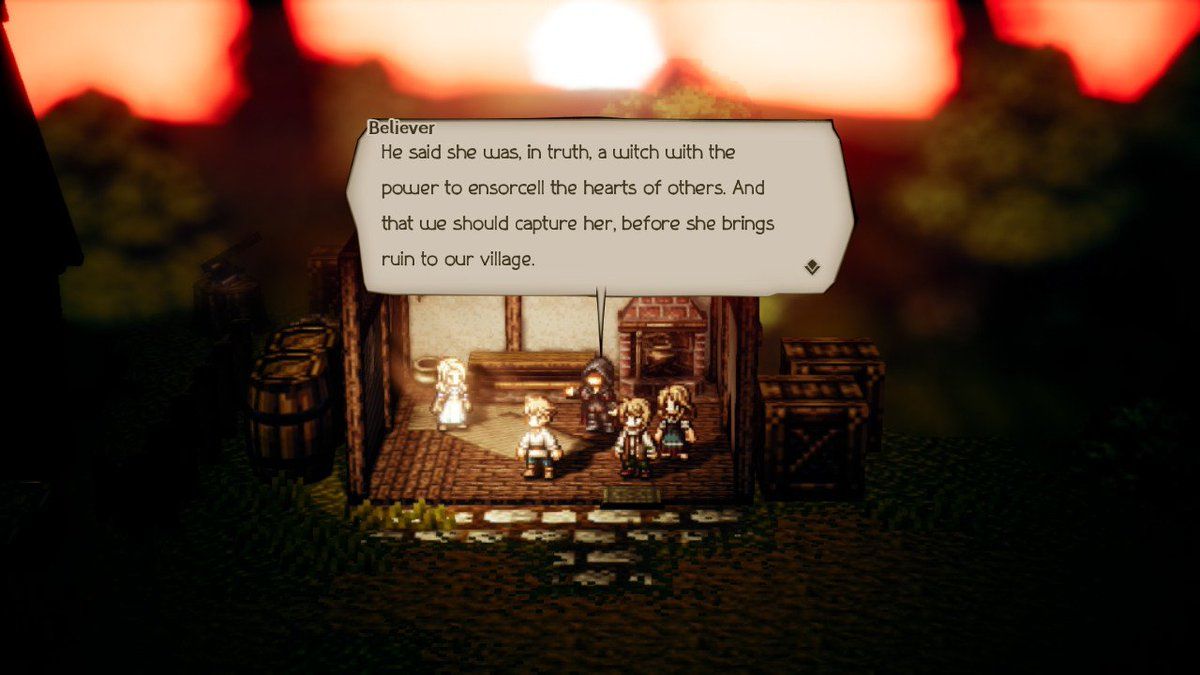 Believer
He said she was, in truth, a witch with the
power to ensorcell the hearts of others. And
that we should capture her, before she brings
ruin to our village.